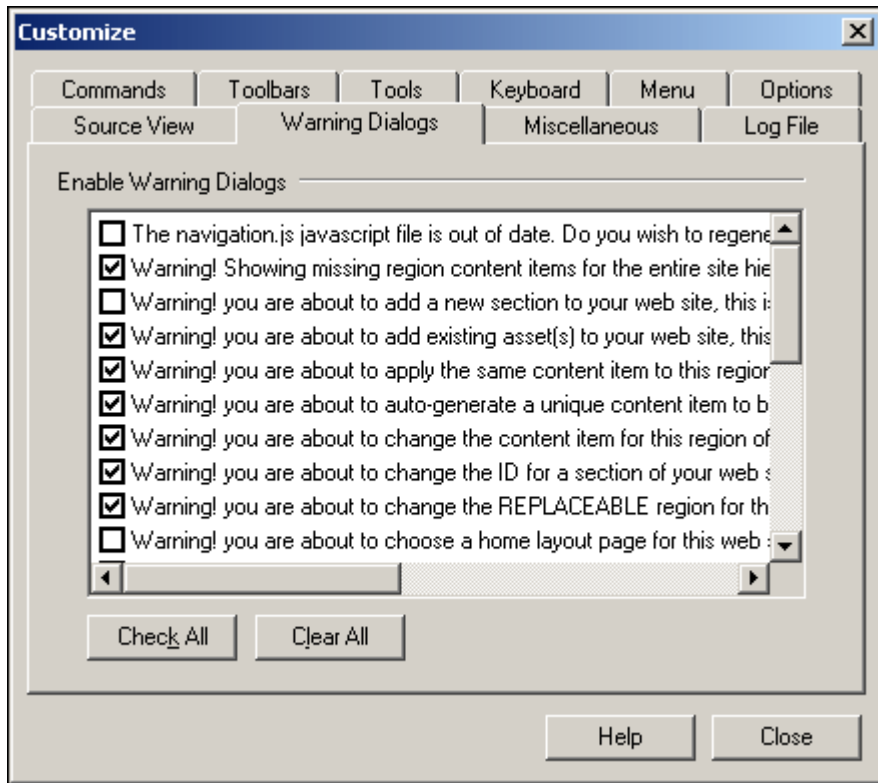 Customize
Commands Toolbars Tools Keyboard Menu Options
Source View Warning Dialogs Miscellaneous Log File
Enable Warning Dialogs
The navigation.js javascript file is out of date. Do you wish to regene
Warning! Showing missing region content items for the entire site hie
Warning! you are about to add a new section to your web site, this i
Warning! you are about to add existing asset(s) to your web site, this
Warning! you are about to apply the same content item to this region
Warning! you are about to auto-generate a unique content item to b
Warning! you are about to change the content item for this region of
Warning! you are about to change the ID for a section of your web s
Warning! you are about to change the REPLACEABLE region for th
Warning! you are about to choose a home layout page for this web
Check All Clear All
Help Close